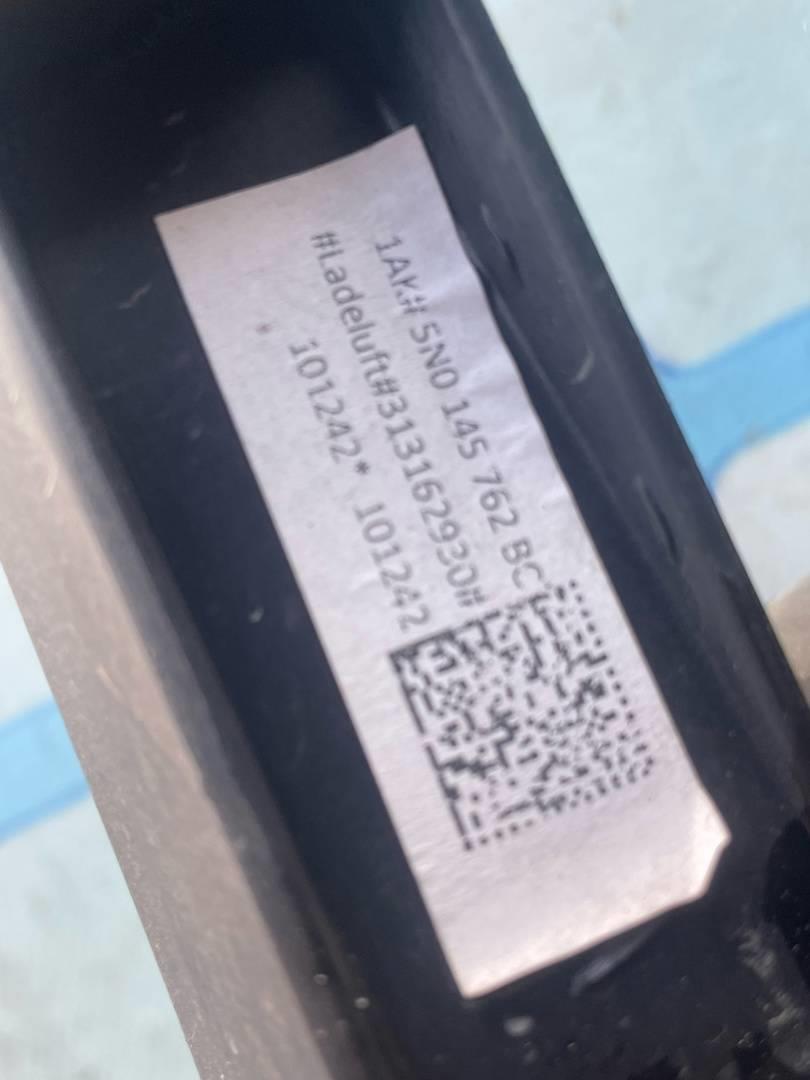 1AK# 5N0 145 762 BC
#Ladeluft#313162930#
101242* 101242